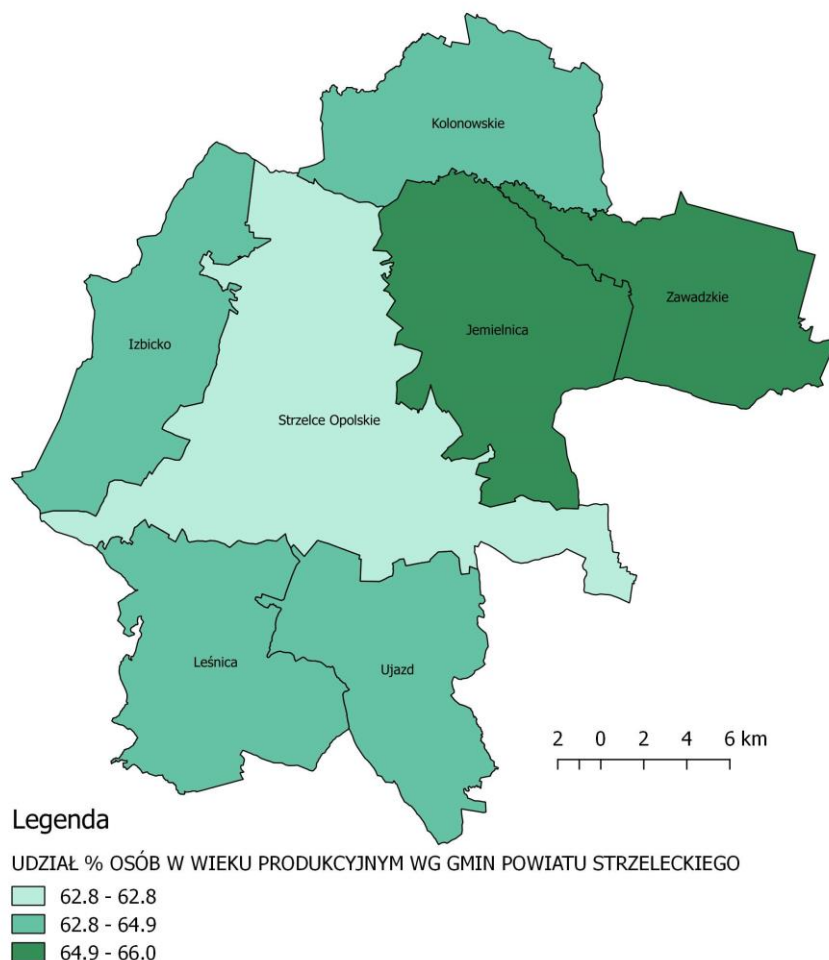 Kolonowskie
Zawadzkie
Jemielnica
Izbicko
Strzelce Opolskie
Leśnica
Ujazd
2 0 2 4 6 km
Legenda
UDZIAŁ % OSÓB W WIEKU PRODUKCYJNYM WG GMIN POWIATU STRZELECKIEGO
62.8 - 62.8
62.8 - 64.9
64.9 - 66.0